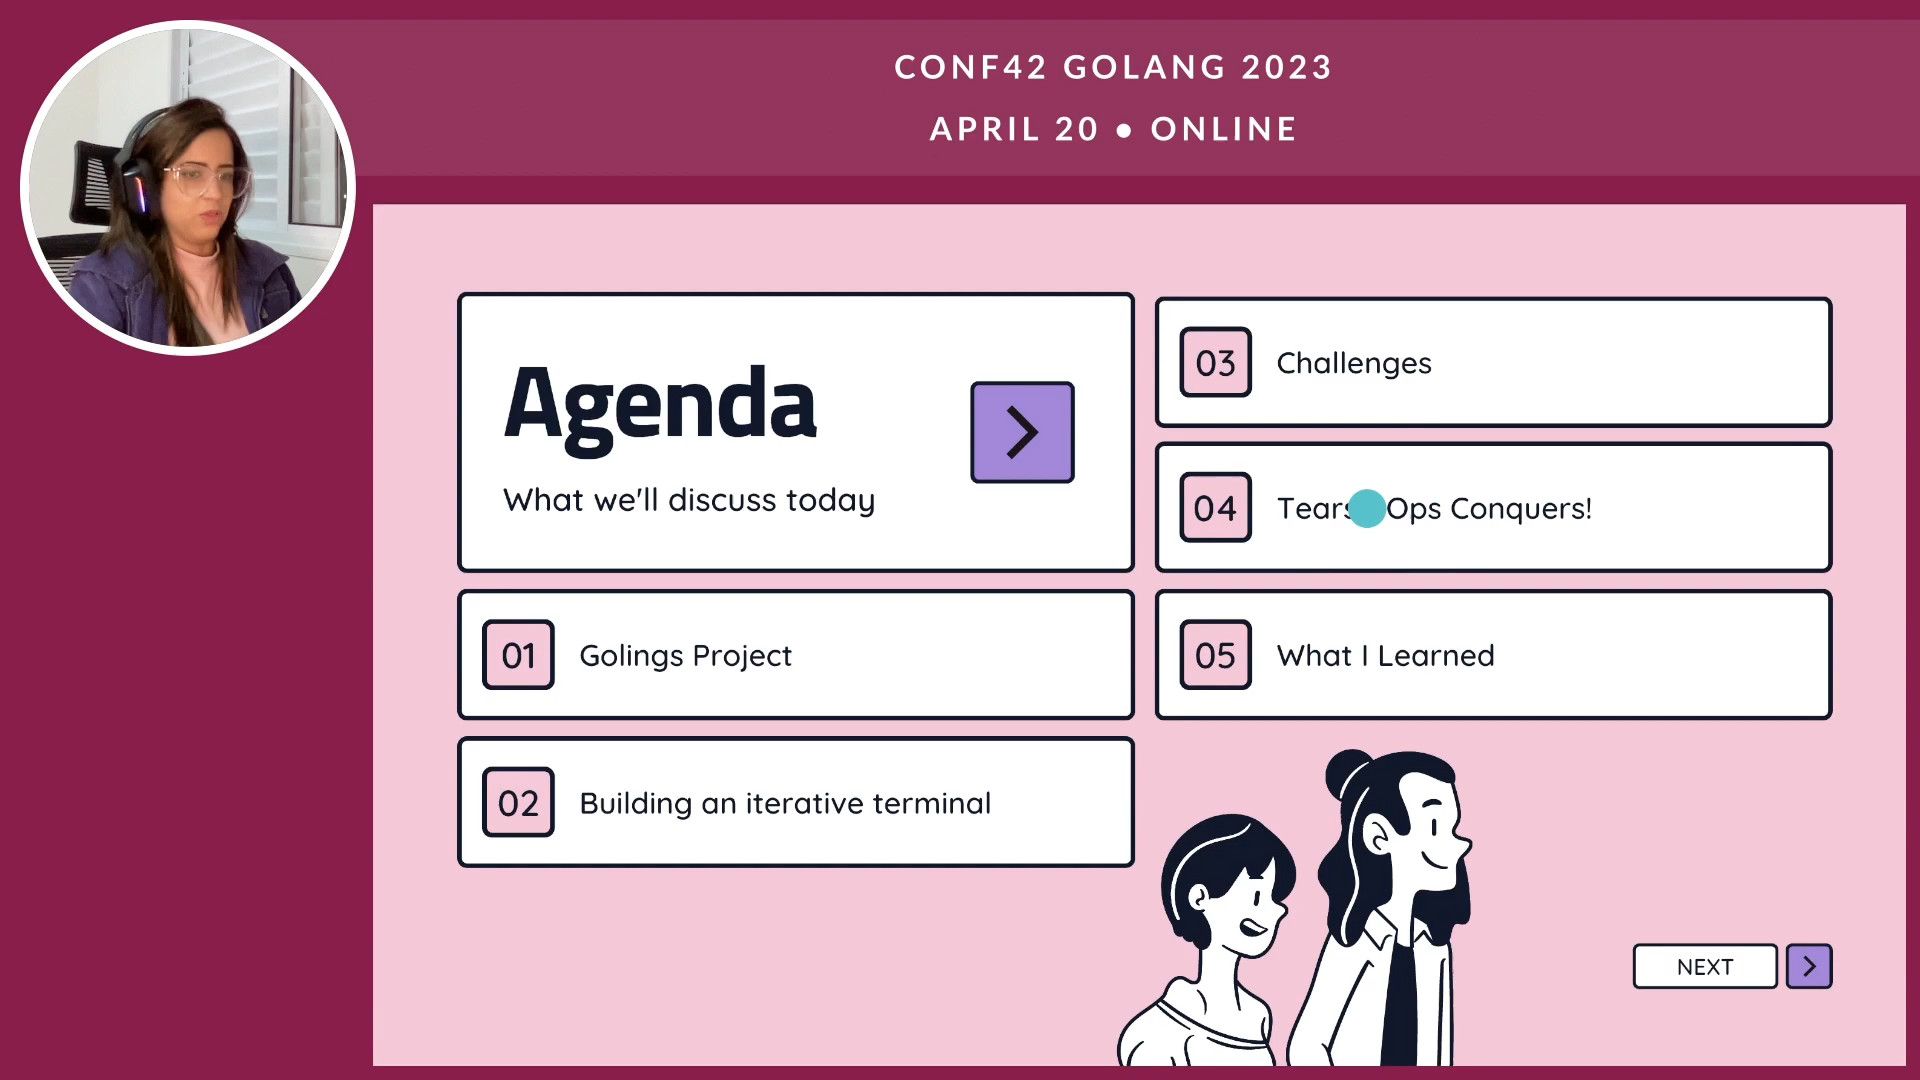 CONF42 GOLANG 2023
APRIL 20 • ONLINE
Agenda
What we'll discuss today
01 Golings Project
02 Building an iterative terminal
03 Challenges
04 Tears Ops Conquers!
05 What I Learned
NEXT